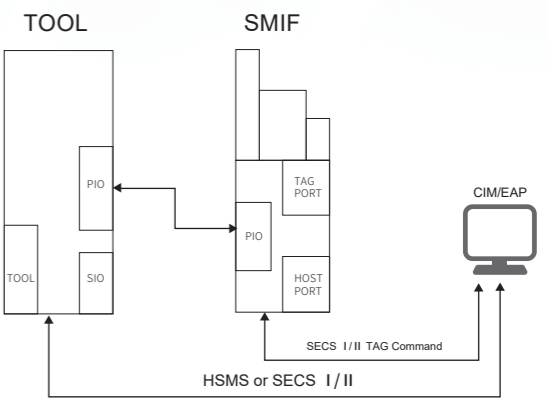 TOOL
SMIF
PIO
TAG
PORT
CIM/EAP
PIO
TOOL
SIO
HOST
PORT
SECS I/II TAG Command
HSMS or SECS I/II